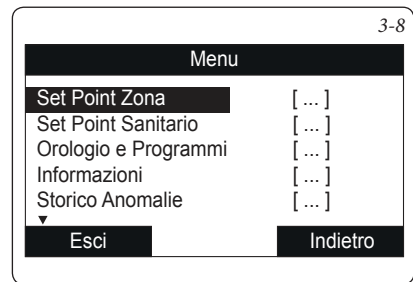 3-8
Menu
Set Point Zona [ ... ]
Set Point Sanitario [ ... ]
Orologio e Programmi [ ... ]
Informazioni [ ... ]
Storico Anomalie [ ... ]
Esci Indietro